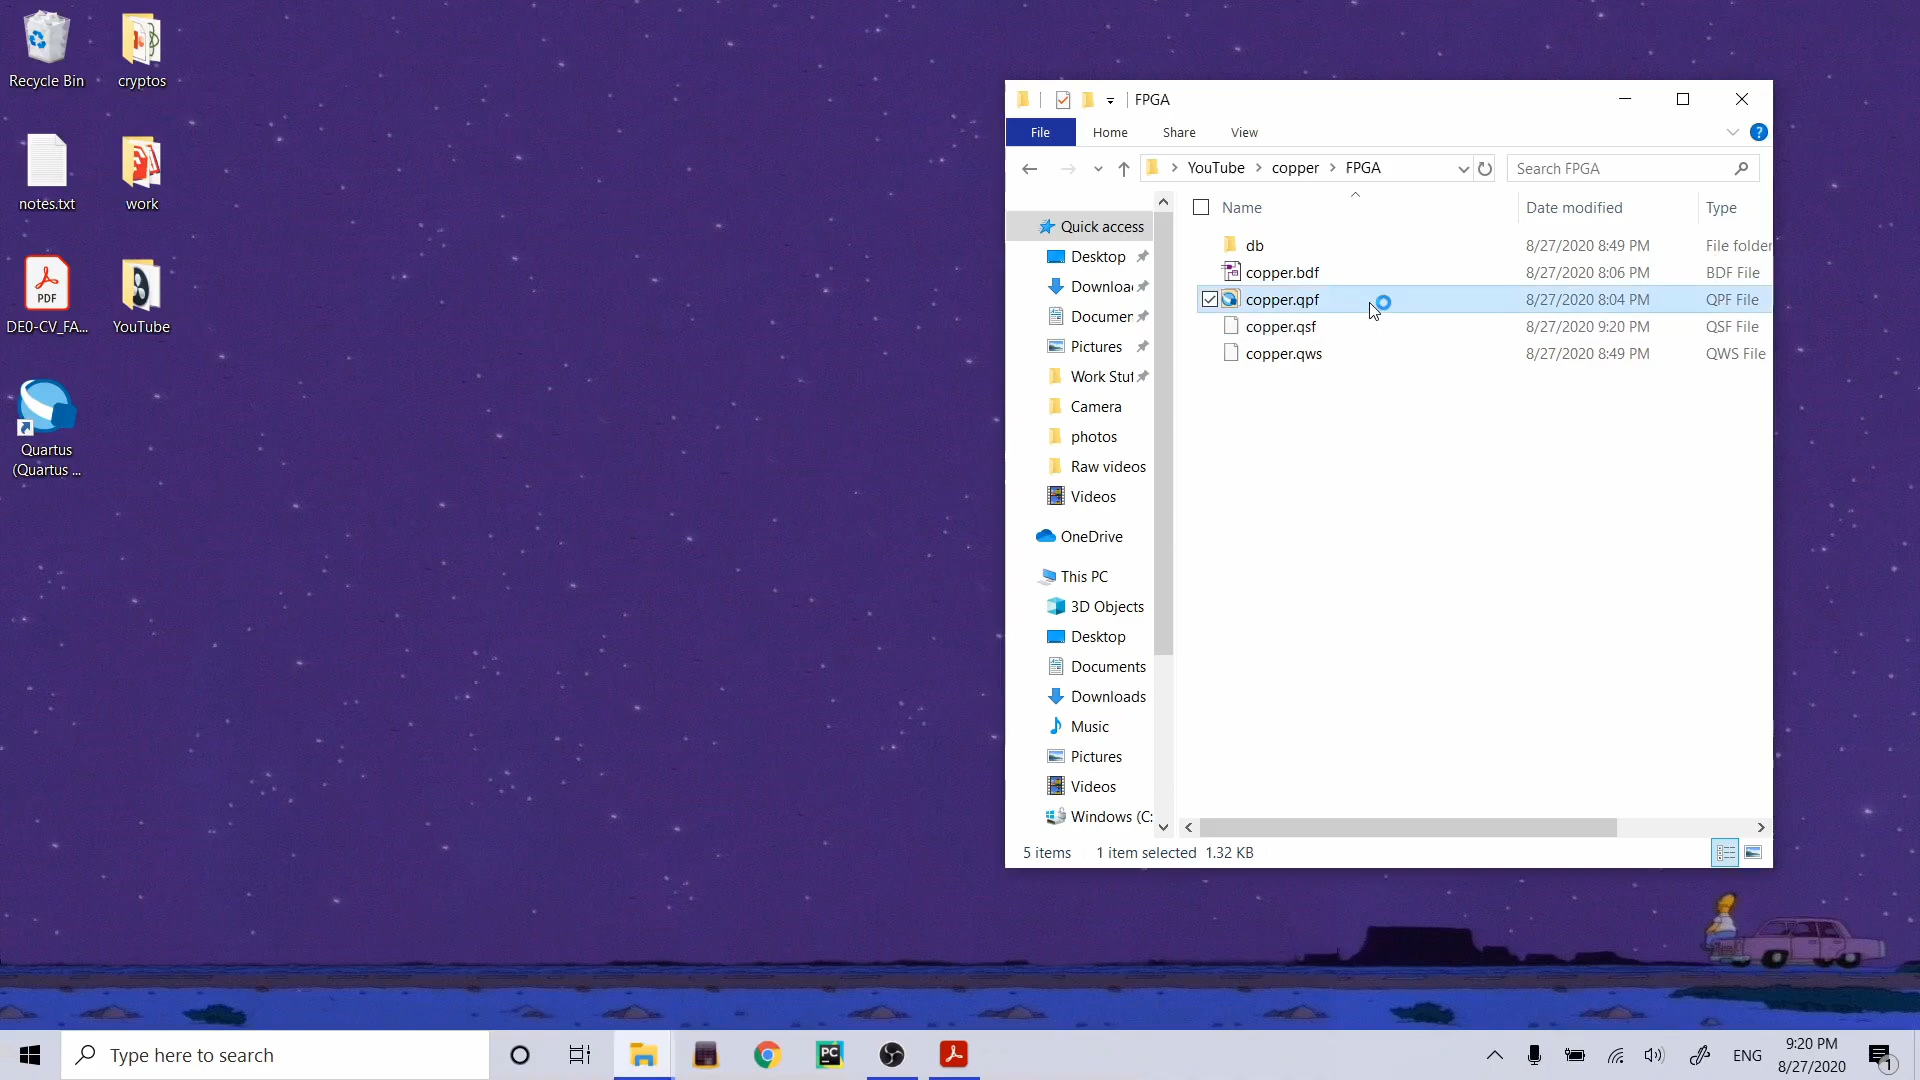 Recycle Bin
cryptos
notes.txt
work
PDF
DE0-CV_FA...
YouTube
Quartus
(Quartus ...
FPGA
File
Home
Share
View
?
YouTube
copper
FPGA
Search FPGA
Name
Date modified
Type
db
8/27/2020 8:49 PM
File folder
copper.bdf
8/27/2020 8:06 PM
BDF File
copper.qpf
8/27/2020 8:04 PM
QPF File
copper.qsf
8/27/2020 9:20 PM
QSF File
copper.qws
8/27/2020 8:49 PM
QWS File
Quick access
Desktop
Downloa
Documer
Pictures
Work Stuf
Camera
photos
Raw videos
Videos
OneDrive
This PC
3D Objects
Desktop
Documents
Downloads
Music
Pictures
Videos
Windows (C:
5 items
1 item selected 1.32 KB
Type here to search
PC
ENG
9:20 PM
8/27/2020
1